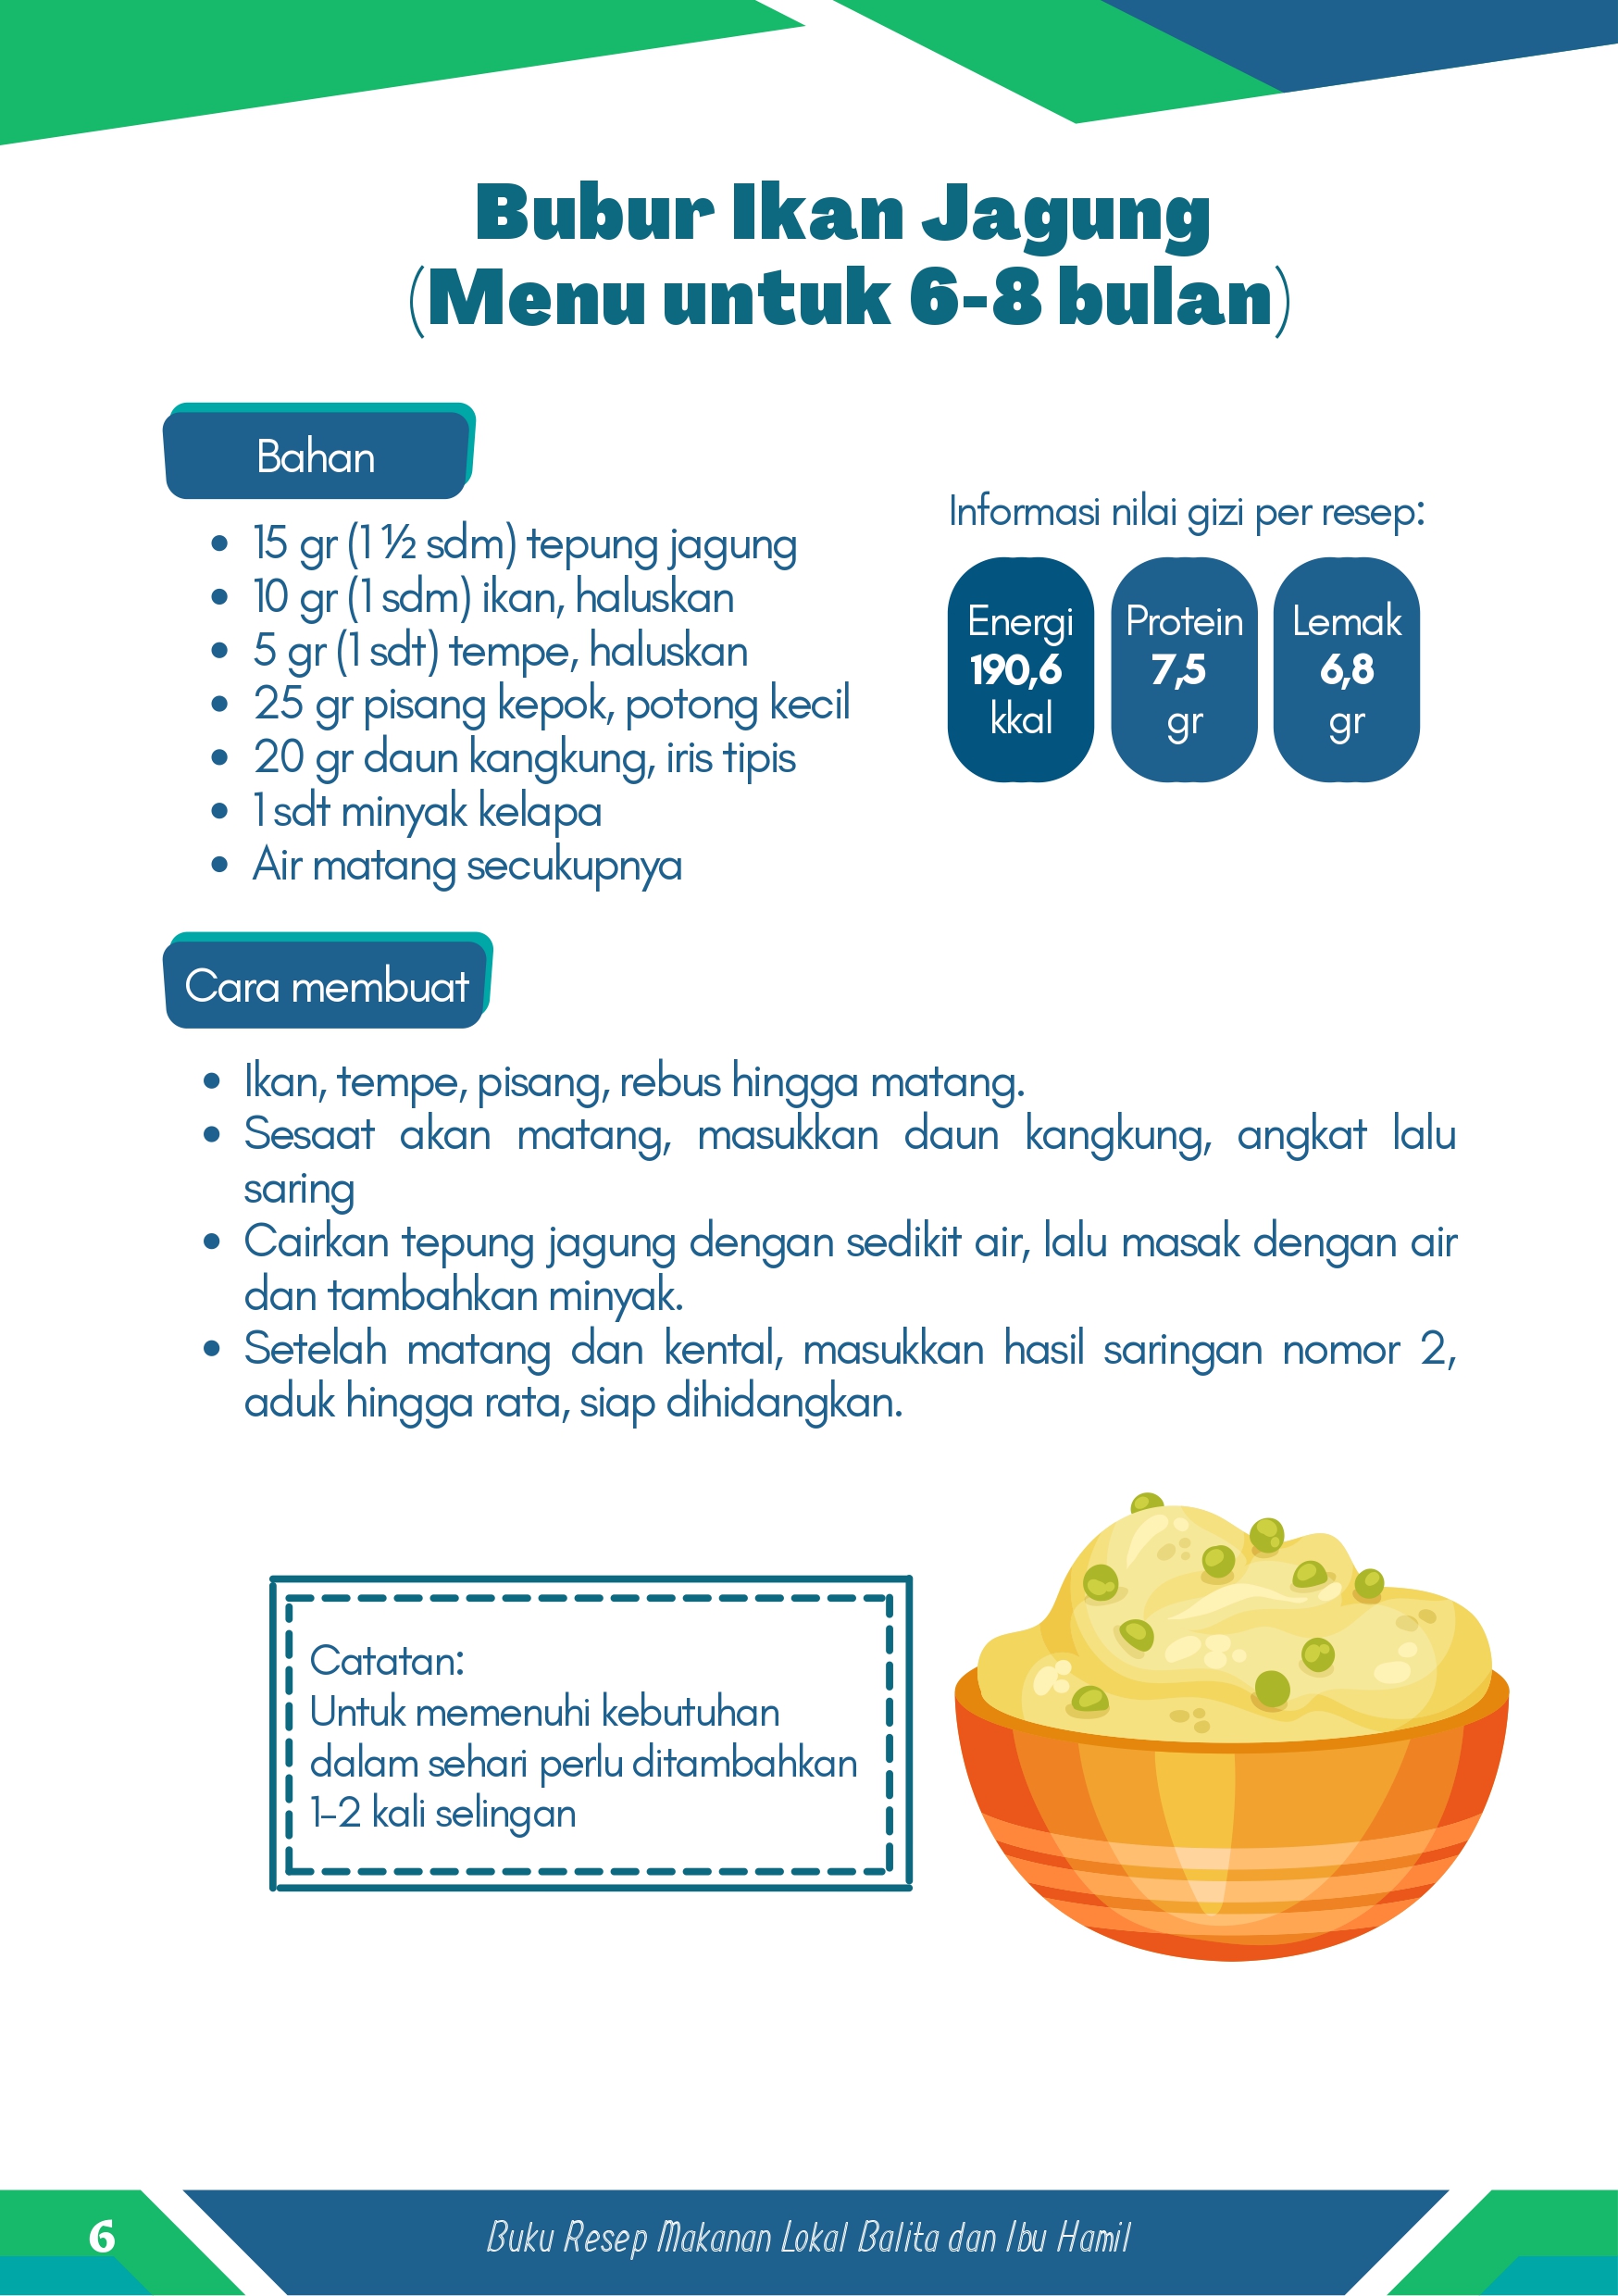 Bubur Ikan Jagung
(Menu untuk 6-8 bulan)
Bahan
15 gr (1 ½ sdm) tepung jagung
10 gr (1 sdm) ikan, haluskan
5 gr (1 sdt) tempe, haluskan
25 gr pisang kepok, potong kecil
20 gr daun kangkung, iris tipis
1 sdt minyak kelapa
Air matang secukupnya
Informasi nilai gizi per resep:
Energi
190,6
kkal
Protein
7,5
gr
Lemak
6,8
gr
Cara membuat
Ikan, tempe, pisang, rebus hingga matang.
Sesaat akan matang, masukkan daun kangkung, angkat lalu
saring
Cairkan tepung jagung dengan sedikit air, lalu masak dengan air
dan tambahkan minyak.
Setelah matang dan kental, masukkan hasil saringan nomor 2,
aduk hingga rata, siap dihidangkan.
Catatan:
Untuk memenuhi kebutuhan
dalam sehari perlu ditambahkan
1-2 kali selingan
6
Buku Resep Makanan Lokal Balita dan Ibu Hamil